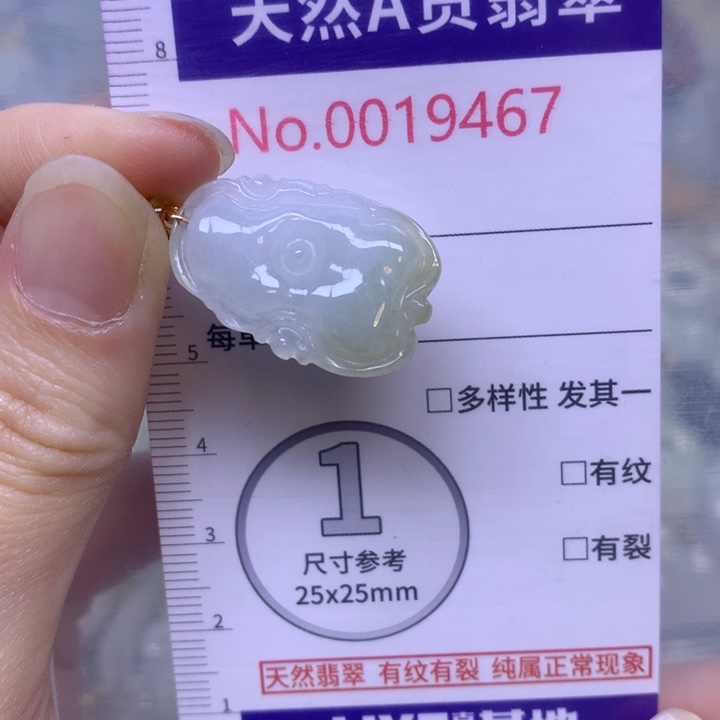 8
天然A货翡翠
No.0019467
每单
5
□多样性 发其一
4
□有纹
1
3
□有裂
尺寸参考
25x25mm
2
天然翡翠 有纹有裂 纯属正常现象
1